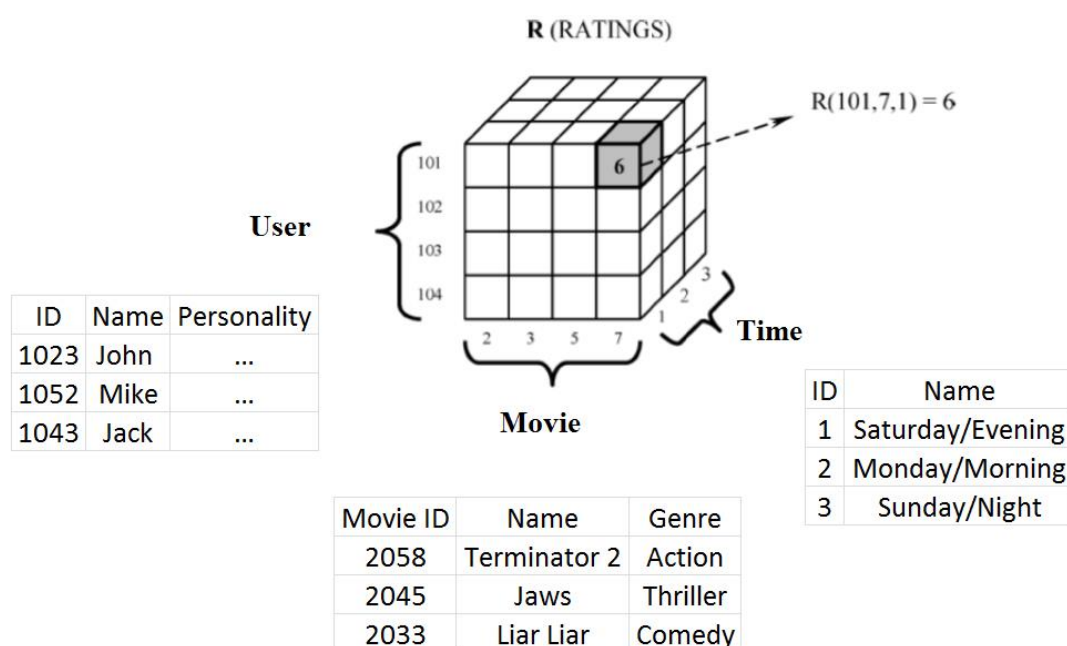 R (RATINGS)
R(101,7,1) = 6
101
6
102
User
103
104
3
2
1
Time
2 3 5 7
Movie
ID Name Personality
1023 John ...
1052 Mike ...
1043 Jack ...
ID Name
1 Saturday/Evening
2 Monday/Morning
3 Sunday/Night
Movie ID Name Genre
2058 Terminator 2 Action
2045 Jaws Thriller
2033 Liar Liar Comedy